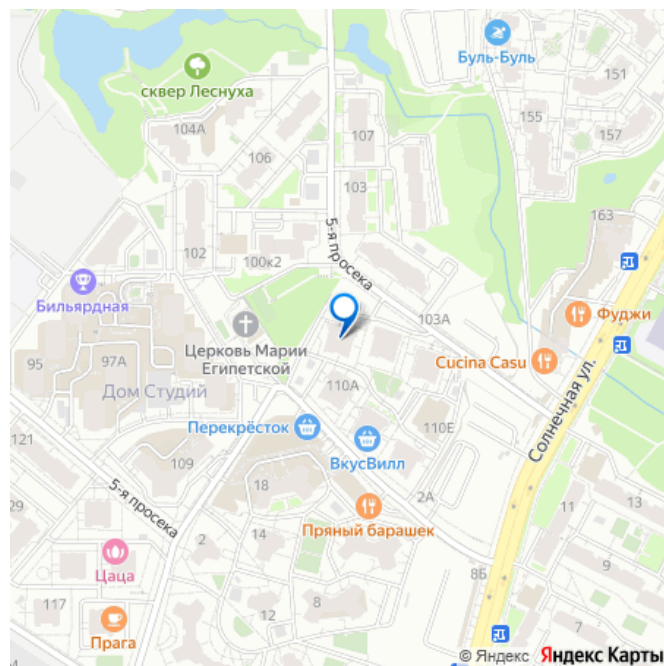 Буль-Буль
151
сквер Леснуха
155
104А
107
157
106
103
163
5-я просека
102
100к2
Бильярдная
Фуджи
103А
Церковь Марии
Египетской
95
97А
Cucina Casu
Дом Студий
110А
Солнечная ул.
Перекрёсток
110Е
121
109
ВкусВилл
18
5-я просека
29
2А
13
11
Пряный барашек
2
14
9
Цаца
8Б
117
12
8
7
Прага
4
© Яндекс Яндекс Карты